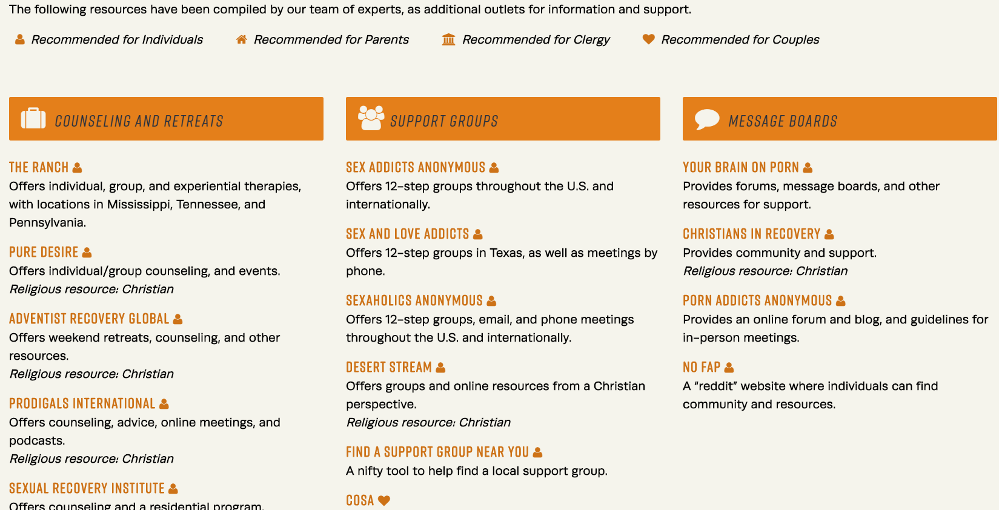 The following resources have been compiled by our team of experts, as additional outlets for information and support.
Recommended for Individuals
Recommended for Parents
Recommended for Clergy
Recommended for Couples
COUNSELING AND RETREATS
THE RANCH
Offers individual, group, and experiential therapies,
with locations in Mississippi, Tennessee, and
Pennsylvania.
PURE DESIRE
Offers individual/group counseling, and events.
Religious resource: Christian
ADVENTIST RECOVERY GLOBAL
Offers weekend retreats, counseling, and other
resources.
Religious resource: Christian
PRODIGALS INTERNATIONAL
Offers counseling, advice, online meetings, and
podcasts.
Religious resource: Christian
SEXUAL RECOVERY INSTITUTE
Offers counseling and a residential program.
SUPPORT GROUPS
SEX ADDICTS ANONYMOUS
Offers 12-step groups throughout the U.S. and
internationally.
SEX AND LOVE ADDICTS
Offers 12-step groups in Texas, as well as meetings by
phone.
SEXAHOLICS ANONYMOUS
Offers 12-step groups, email, and phone meetings
throughout the U.S. and internationally.
DESERT STREAM
Offers groups and online resources from a Christian
perspective.
Religious resource: Christian
FIND A SUPPORT GROUP NEAR YOU
A nifty tool to help find a local support group.
COSA
MESSAGE BOARDS
YOUR BRAIN ON PORN
Provides forums, message boards, and other
resources for support.
CHRISTIANS IN RECOVERY
Provides community and support.
Religious resource: Christian
PORN ADDICTS ANONYMOUS
Provides an online forum and blog, and guidelines for
in-person meetings.
NO FAP
A “reddit” website where individuals can find
community and resources.